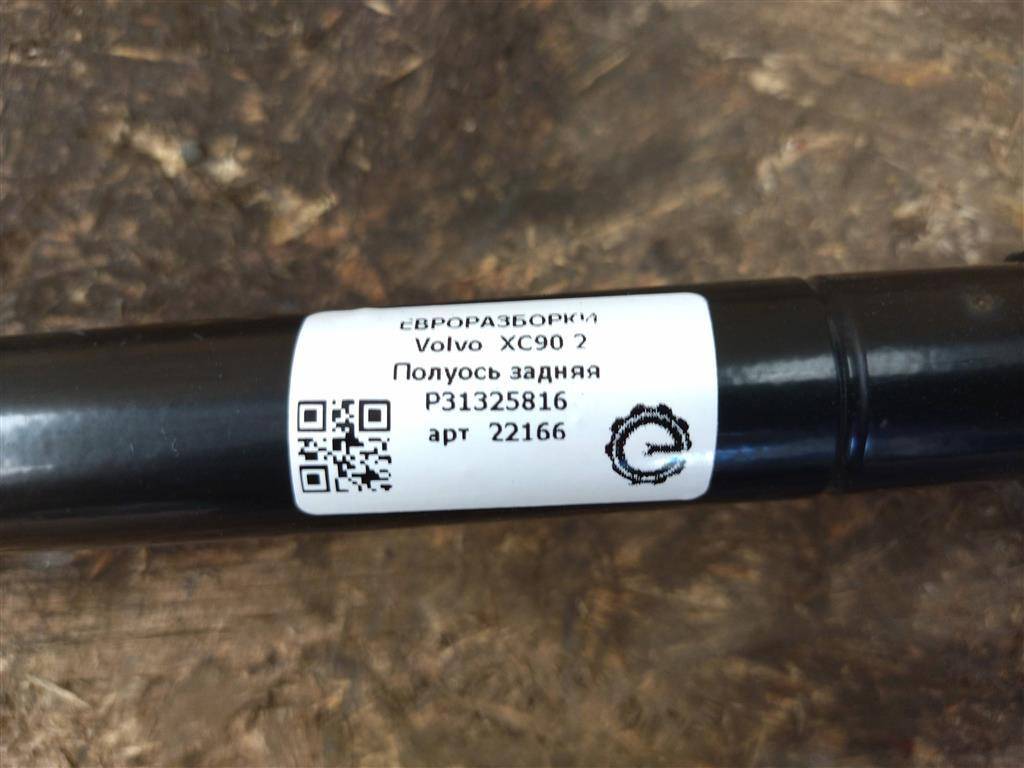 ЕВРОРАЗБОРКИ
Volvo XC90 2
Полуось задняя
P31325816
арт 22166